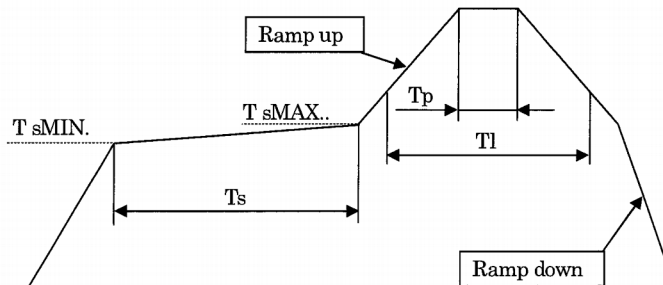 Ramp up
Tp
T sMAX..
T sMIN.
Tl
Ts
Ramp down